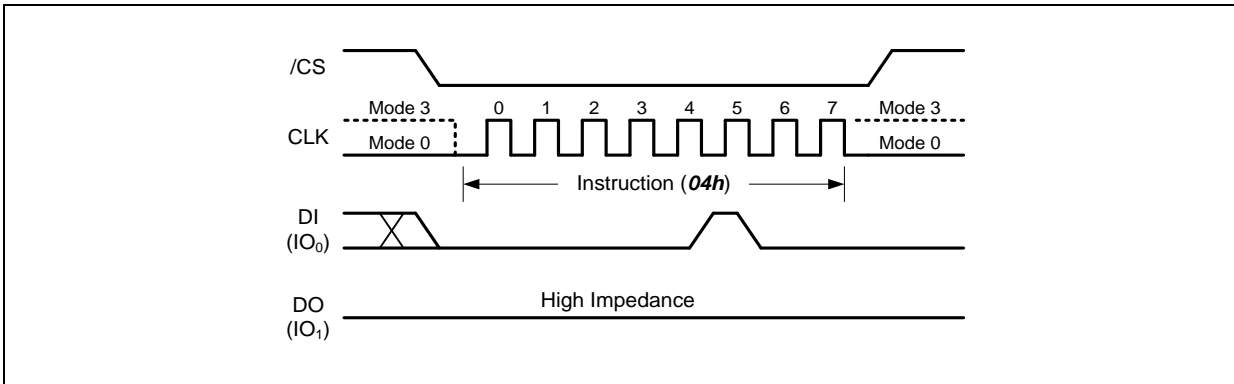 /CS
Mode 3 0 1 2 3 4 5 6 7 Mode 3
CLK
Mode 0 Mode 0
Instruction (04h)
DI
(IO₀)
High Impedance
DO
(IO₁)